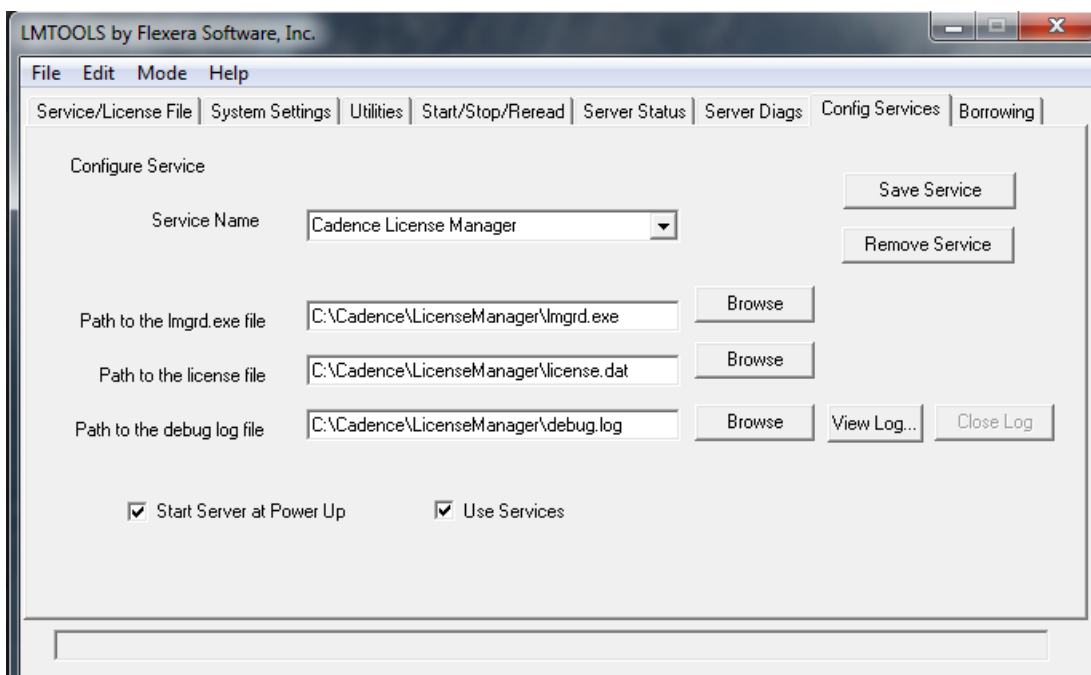 LMTOOLS by Flexera Software, Inc.
File Edit Mode Help
Service/License File System Settings Utilities Start/Stop/Reread Server Status Server Diags Config Services Borrowing
Configure Service
Save Service
Service Name Cadence License Manager
Remove Service
Path to the lmgrd.exe file C:\Cadence\LicenseManager\lmgrd.exe Browse
Path to the license file C:\Cadence\LicenseManager\license.dat Browse
Path to the debug log file C:\Cadence\LicenseManager\debug.log Browse View Log... Close Log
Start Server at Power Up Use Services